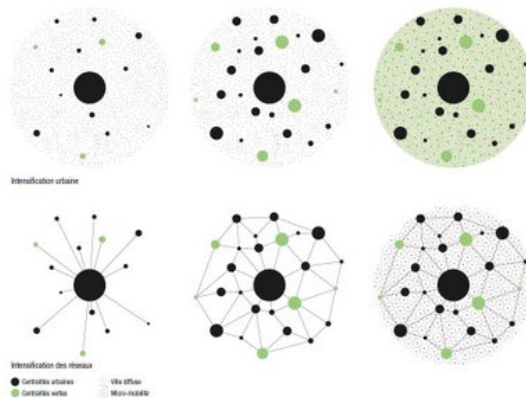 Intensification urbaine
Intensification des réseaux
Centralités urbaines
Ville diffuse
Centralités vertes
Micro-mobilité